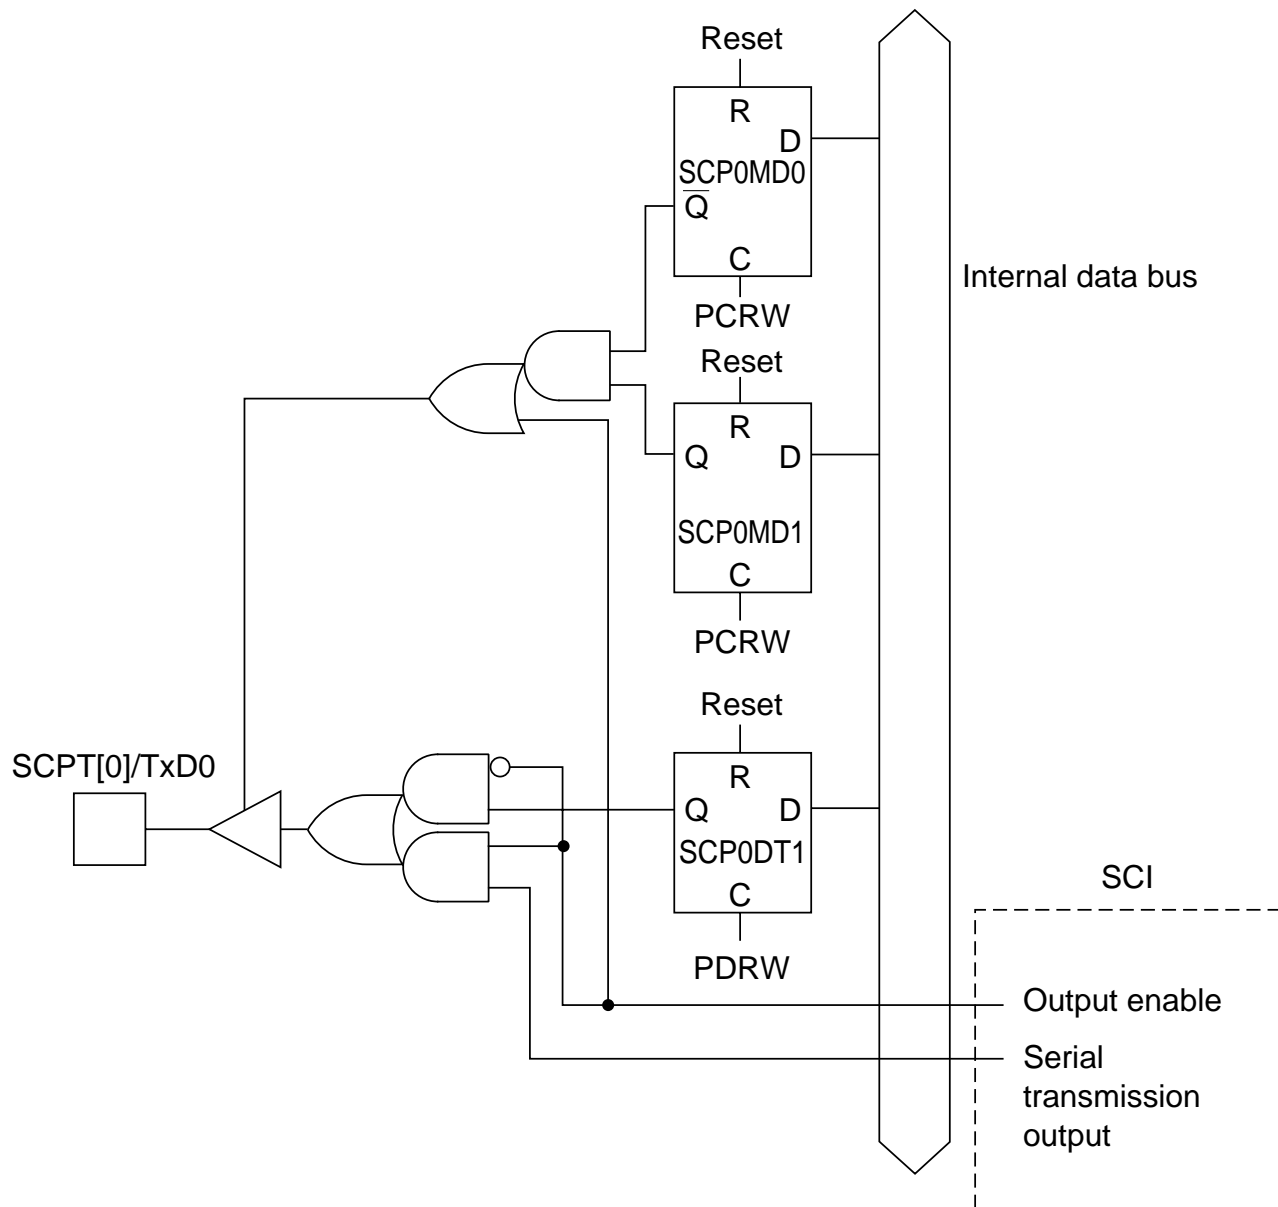 Reset
R
D
SCP0MD0
Q
C
PCRW
Internal data bus
Reset
R
Q D
SCP0MD1
C
PCRW
Reset
SCPT[0]/TxD0
R
Q D
SCP0DT1
C
SCI
PDRW
Output enable
Serial
transmission
output